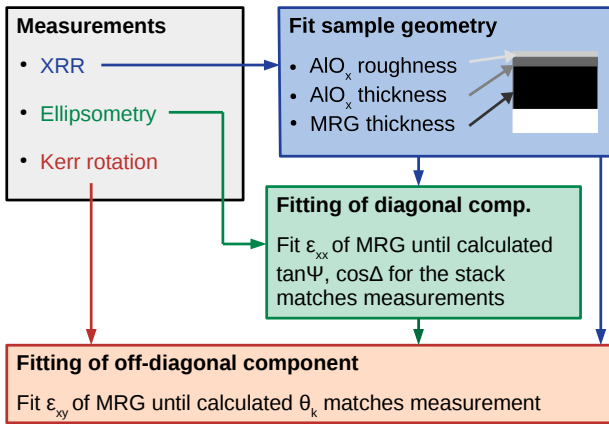 Measurements
• XRR
• Ellipsometry
• Kerr rotation
Fit sample geometry
• AlOₓ roughness
• AlOₓ thickness
• MRG thickness
Fitting of diagonal comp.
Fit εₓₓ of MRG until calculated
tanΨ, cosΔ for the stack
matches measurements
Fitting of off-diagonal component
Fit ε_xy of MRG until calculated θₖ matches measurement